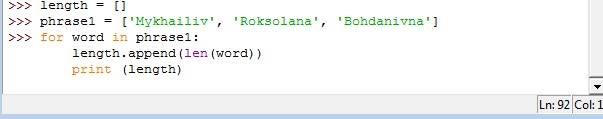 >>> length = []
>>> phrase1 = ['Mykhailiv', 'Roksolana', 'Bohdanivna']
>>> for word in phrase1:
        length.append(len(word))
        print (length)
Ln: 92 Col: 1